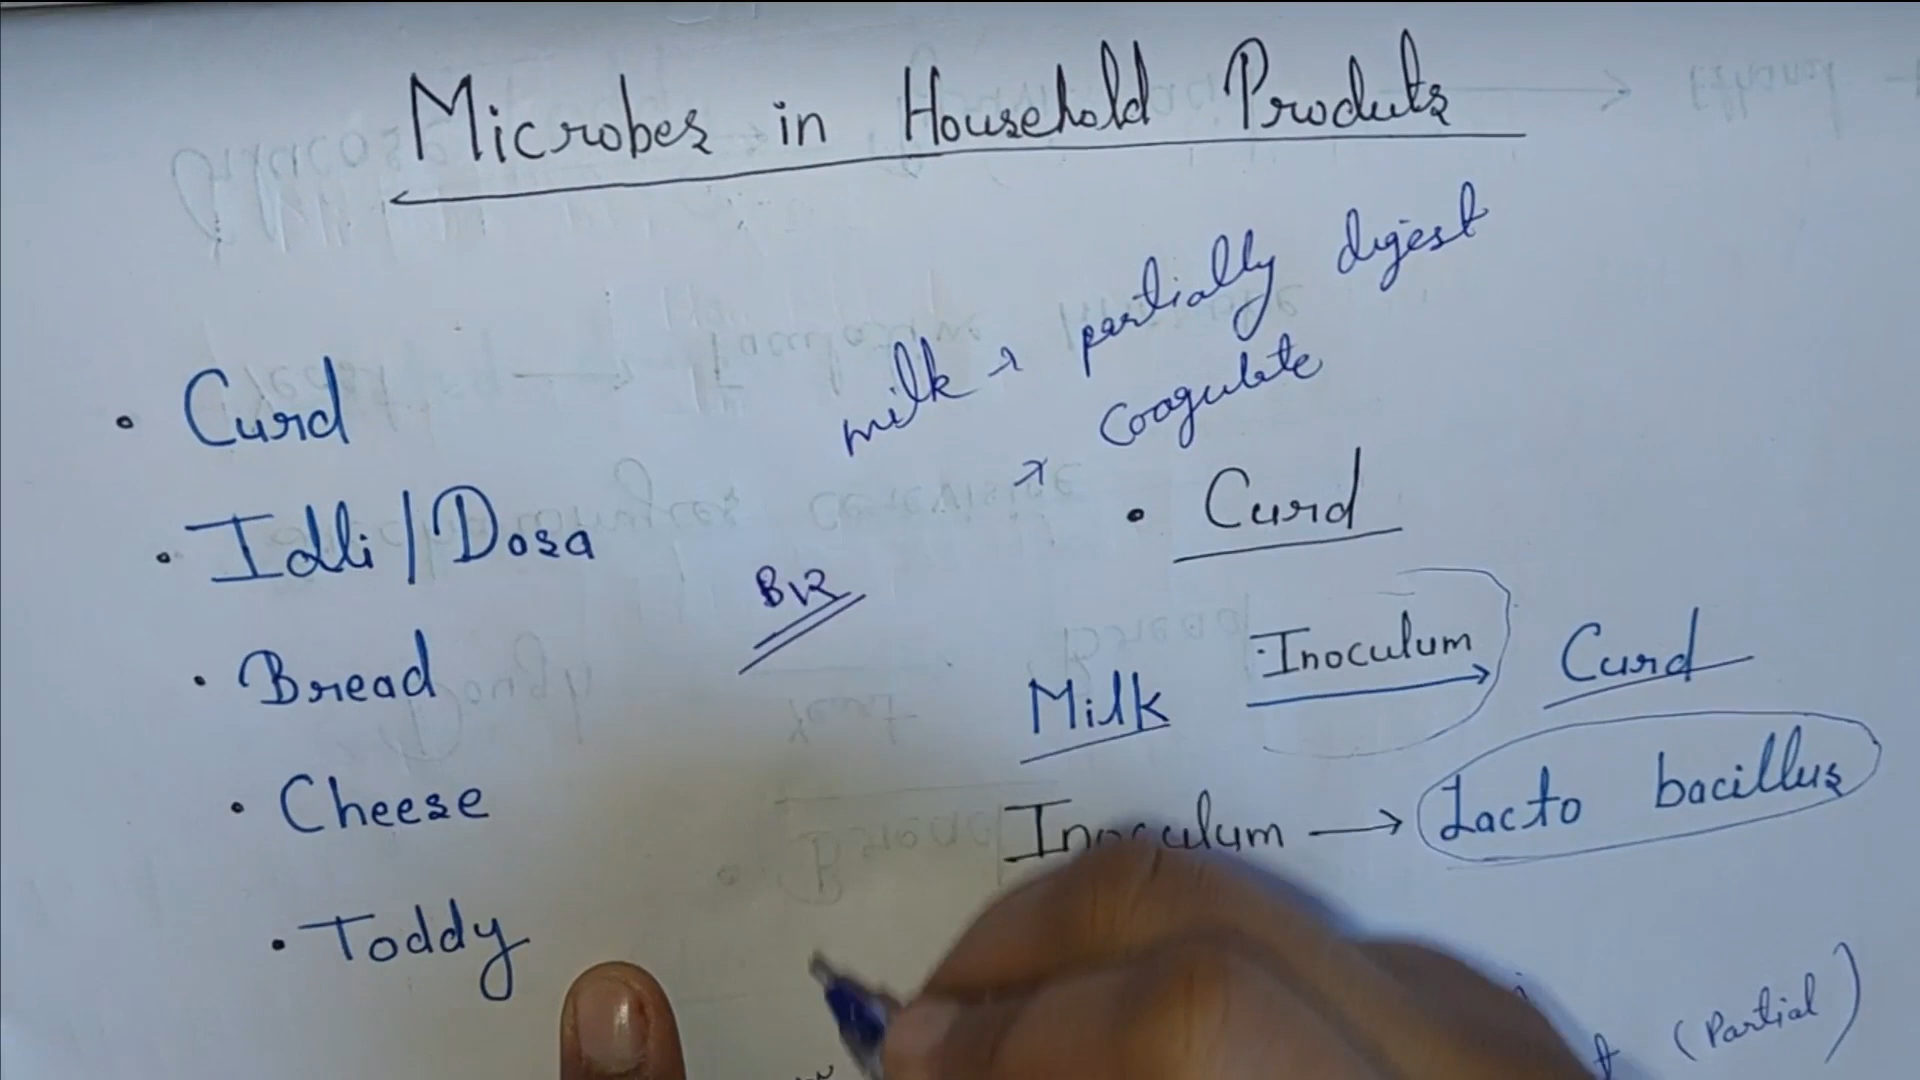 Microbes in Household Produts
milk → partially digest
→ coagulate
• Curd
• Idli/Dosa
• Bread
• Cheese
• Toddy
• Curd
B12
Milk Inoculum → Curd
Inoculum → Lacto bacillus
(Partial)